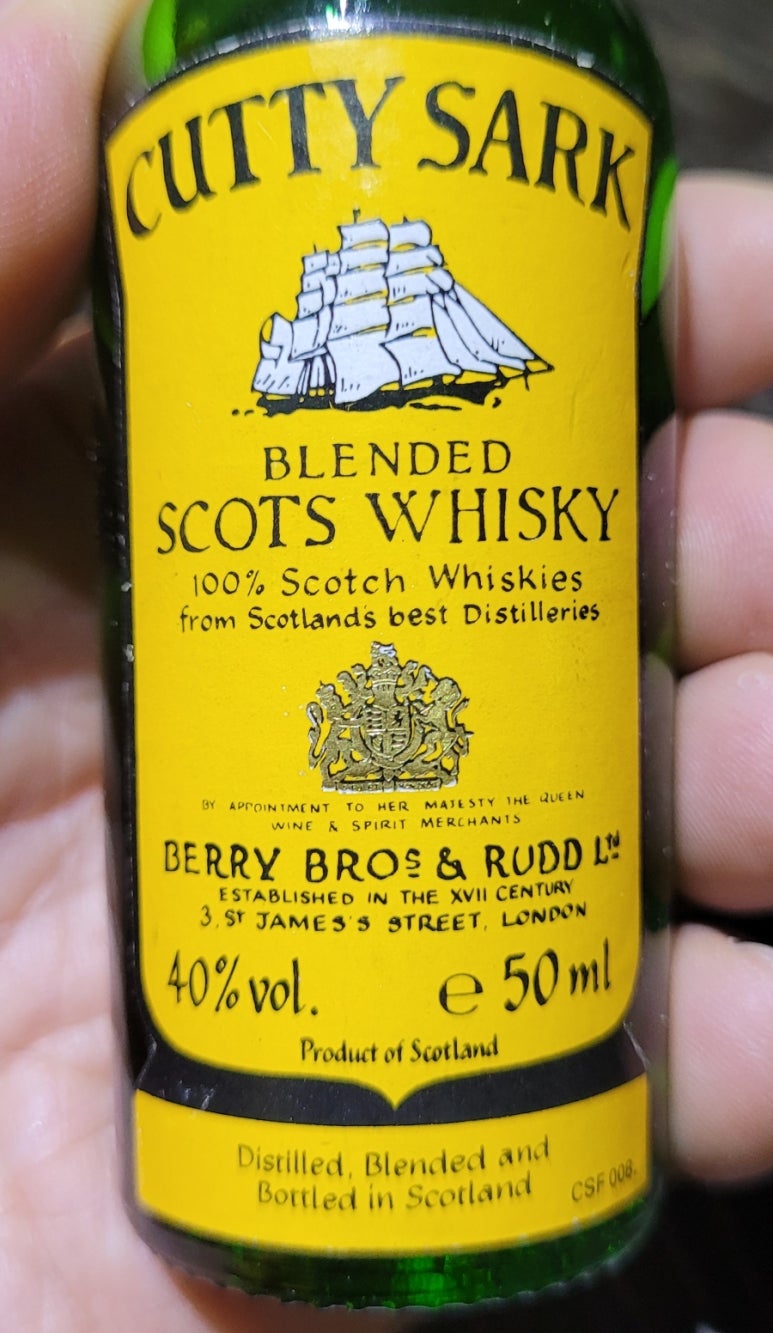 CUTTY SARK
BLENDED
SCOTS WHISKY
100% Scotch Whiskies
from Scotland's best Distilleries
BY APPOINTMENT TO HER MAJESTY THE QUEEN
WINE & SPIRIT MERCHANTS
BERRY BROS & RUDD LTD
ESTABLISHED IN THE XVII CENTURY
3, ST JAMES'S STREET, LONDON
40% vol. e 50 ml
Product of Scotland
Distilled, Blended and
Bottled in Scotland
CSF 008.